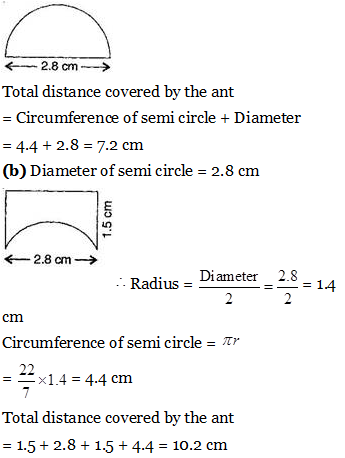 2.8 cm
Total distance covered by the ant
= Circumference of semi circle + Diameter
= 4.4 + 2.8 = 7.2 cm
(b) Diameter of semi circle = 2.8 cm
1.5 cm
2.8 cm
∴ Radius = Diameter/2 = 2.8/2 = 1.4
cm
Circumference of semi circle = πr
= 22/7 × 1.4 = 4.4 cm
Total distance covered by the ant
= 1.5 + 2.8 + 1.5 + 4.4 = 10.2 cm